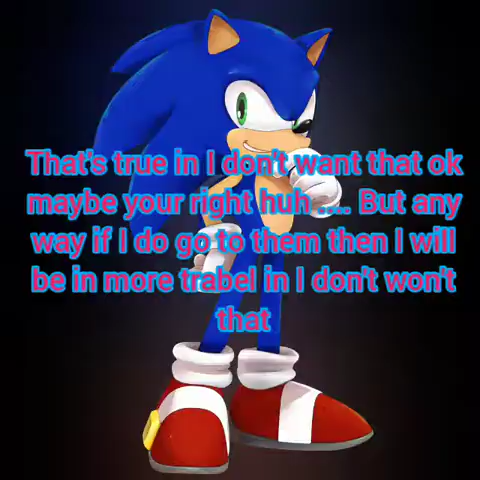 That's true in I don't want that ok
maybe your right huh .... But any
way if I do go to them then I will
be in more trabel in I don't won't
that